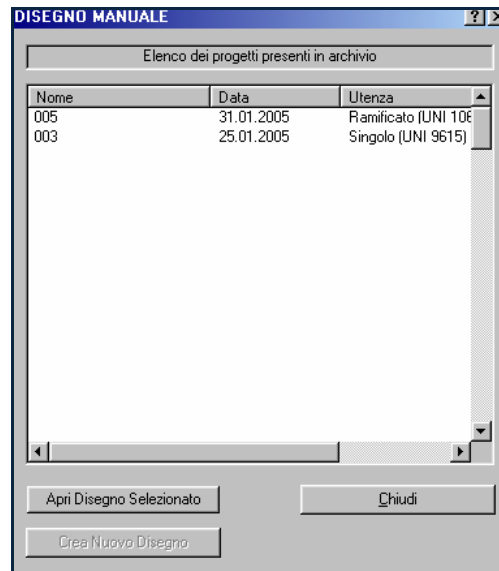 DISEGNO MANUALE
Elenco dei progetti presenti in archivio
Nome Data Utenza
005 31.01.2005 Ramificato (UNI 106
003 25.01.2005 Singolo (UNI 9615)
Apri Disegno Selezionato Chiudi
Crea Nuovo Disegno